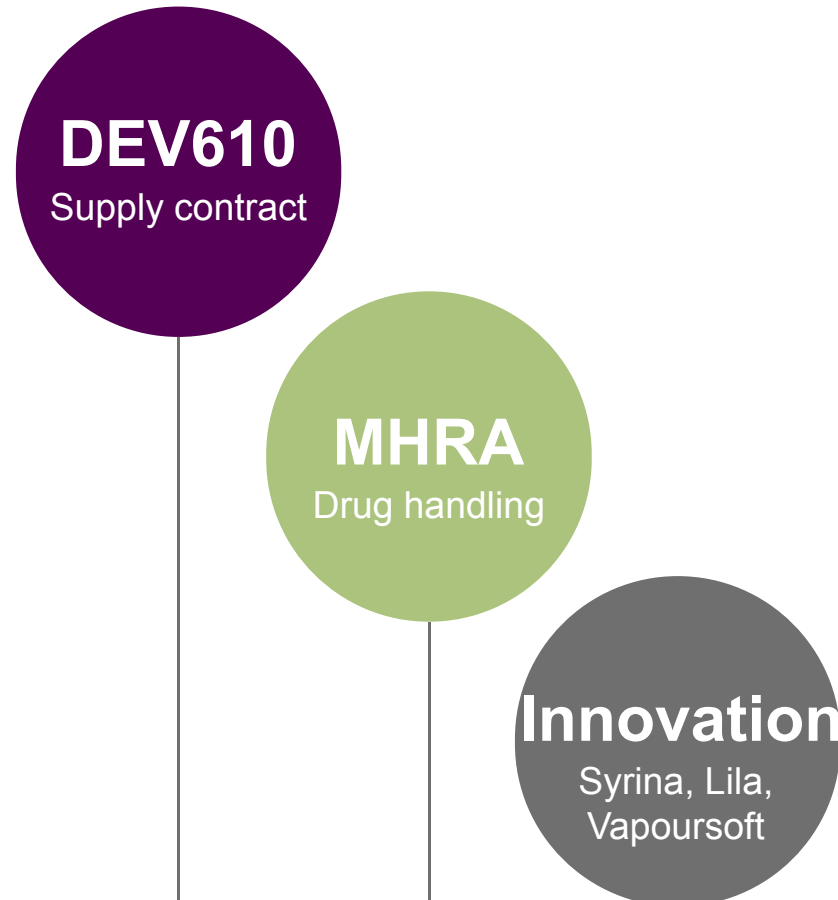 DEV610
Supply contract
MHRA
Drug handling
Innovation
Syrina, Lila,
Vapoursoft